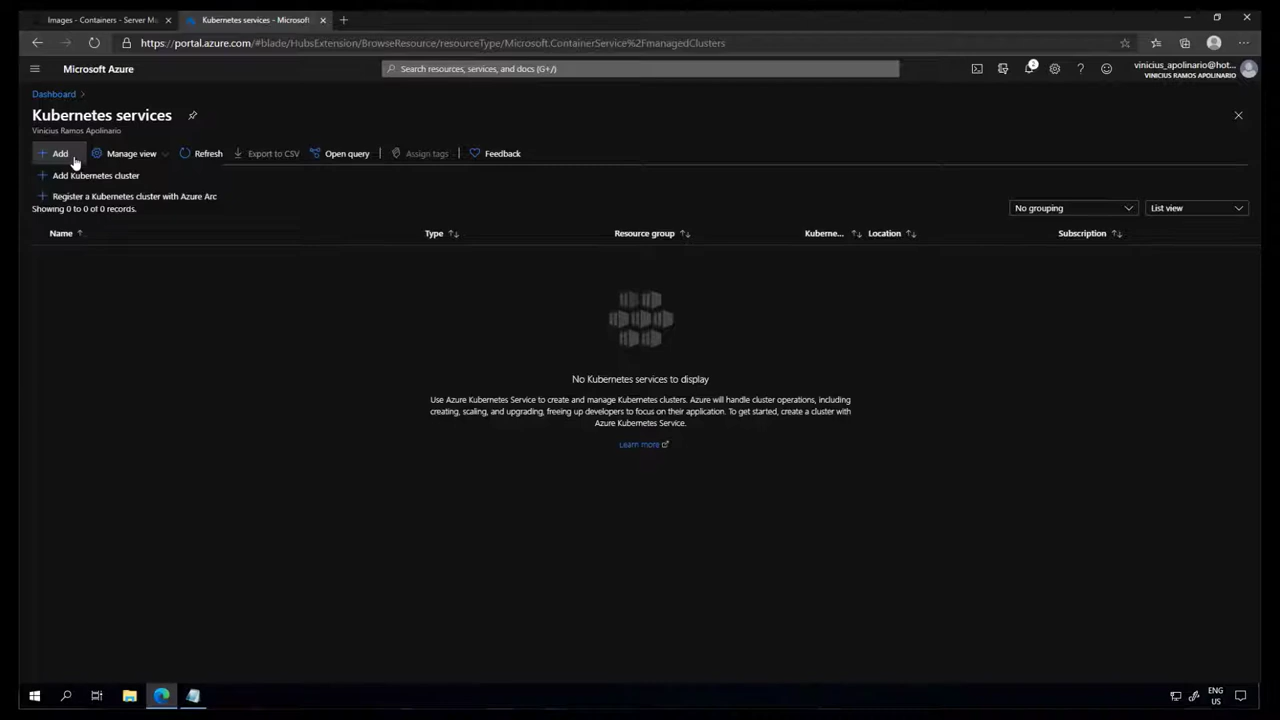 Images - Containers - Server Ma
Kubernetes services - Microsoft
https://portal.azure.com/#blade/HubsExtension/BrowseResource/resourceType/Microsoft.ContainerService%2FmanagedClusters
Microsoft Azure
Search resources, services, and docs (G+/)
2
vinicius_apolinario@hot...
VINICIUS RAMOS APOLINARIO
Dashboard >
Kubernetes services
Vinicius Ramos Apolinario
+ Add
Manage view
Refresh
Export to CSV
Open query
Assign tags
Feedback
+ Add Kubernetes cluster
+ Register a Kubernetes cluster with Azure Arc
Showing 0 to 0 of 0 records.
No grouping
List view
Name
Type
Resource group
Kuberne...
Location
Subscription
No Kubernetes services to display
Use Azure Kubernetes Service to create and manage Kubernetes clusters. Azure will handle cluster operations, including
creating, scaling, and upgrading, freeing up developers to focus on their application. To get started, create a cluster with
Azure Kubernetes Service.
Learn more
ENG
US